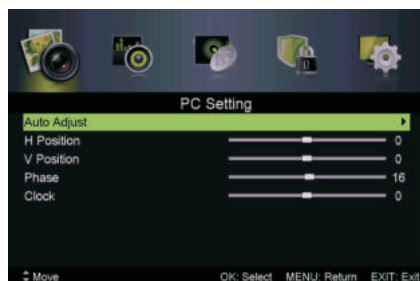 PC Setting
Auto Adjust
H Position 0
V Position 0
Phase 16
Clock 0
Move OK: Select MENU: Return EXIT: Exit